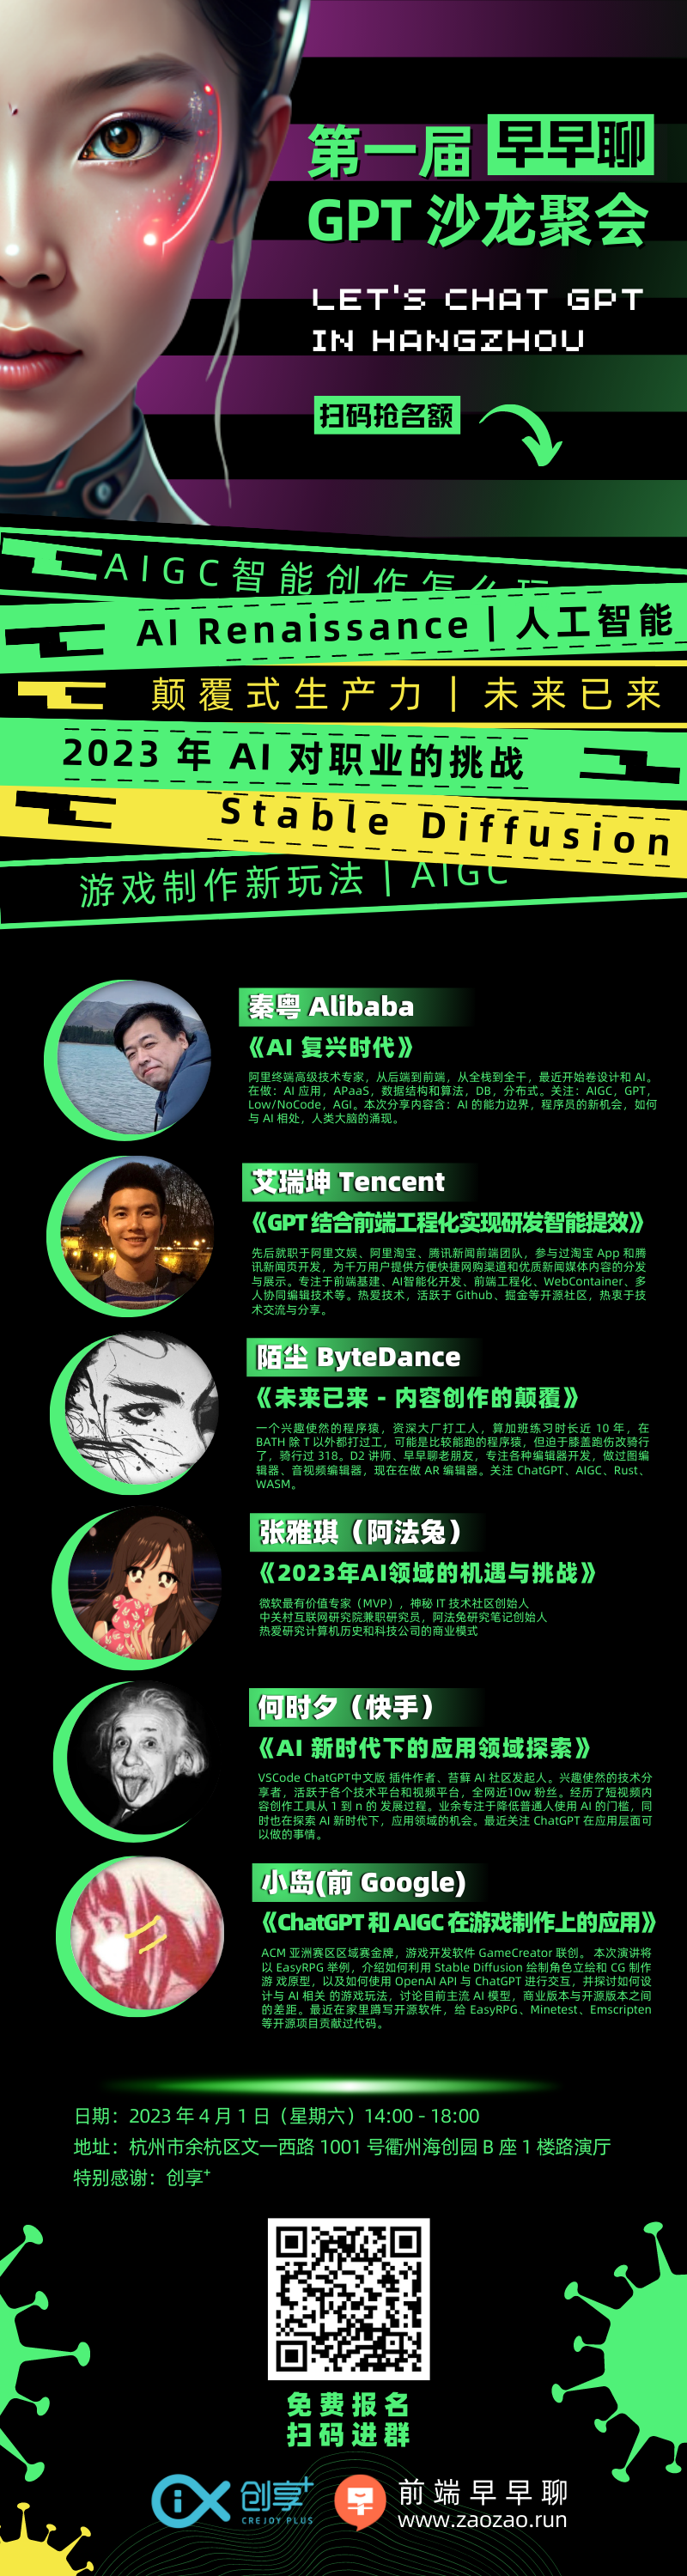 第一届 早早聊
GPT 沙龙聚会
LET'S CHAT GPT
IN HANGZHOU
扫码抢名额
AIGC智能创作怎么玩
AI Renaissance | 人工智能
颠覆式生产力 | 未来已来
2023 年 AI 对职业的挑战
Stable Diffusion
游戏制作新玩法 | AIGC
秦粤 Alibaba
《AI 复兴时代》
阿里终端高级技术专家，从后端到前端，从全栈到全干，最近开始卷设计和 AI。
在做：AI 应用，APaaS，数据结构和算法，DB，分布式。关注：AIGC，GPT，
Low/NoCode，AGI。本次分享内容含：AI 的能力边界，程序员的新机会，如何
与 AI 相处，人类大脑的涌现。
艾瑞坤 Tencent
《GPT 结合前端工程化实现研发智能提效》
先后就职于阿里文娱、阿里淘宝、腾讯新闻前端团队，参与过淘宝 App 和腾
讯新闻页开发，为千万用户提供方便快捷网购渠道和优质新闻媒体内容的分发
与展示。专注于前端基建、AI智能化开发、前端工程化、WebContainer、多
人协同编辑技术等。热爱技术，活跃于 Github、掘金等开源社区，热衷于技
术交流与分享。
陌尘 ByteDance
《未来已来 - 内容创作的颠覆》
一个兴趣使然的程序猿，资深大厂打工人，算加班练习时长近 10 年，在
BATH 除 T 以外都打过工，可能是比较能跑的程序猿，但迫于膝盖跑伤改骑行
了，骑行过 318。D2 讲师、早早聊老朋友，专注各种编辑器开发，做过图编
辑器、音视频编辑器，现在在做 AR 编辑器。关注 ChatGPT、AIGC、Rust、
WASM。
张雅琪（阿法兔）
《2023年AI领域的机遇与挑战》
微软最有价值专家（MVP），神秘 IT 技术社区创始人
中关村互联网研究院兼职研究员，阿法兔研究笔记创始人
热爱研究计算机历史和科技公司的商业模式
何时夕（快手）
《AI 新时代下的应用领域探索》
VSCode ChatGPT中文版 插件作者、苔藓 AI 社区发起人。兴趣使然的技术分
享者，活跃于各个技术平台和视频平台，全网近10w 粉丝。经历了短视频内
容创作工具从 1 到 n 的 发展过程。业余专注于降低普通人使用 AI 的门槛，同
时也在探索 AI 新时代下，应用领域的机会。最近关注 ChatGPT 在应用层面可
以做的事情。
小岛(前 Google)
《ChatGPT 和 AIGC 在游戏制作上的应用》
ACM 亚洲赛区区域赛金牌，游戏开发软件 GameCreator 联创。 本次演讲将
以 EasyRPG 举例，介绍如何利用 Stable Diffusion 绘制角色立绘和 CG 制作
游 戏原型，以及如何使用 OpenAI API 与 ChatGPT 进行交互，并探讨如何设
计与 AI 相关 的游戏玩法，讨论目前主流 AI 模型，商业版本与开源版本之间
的差距。最近在家里蹲写开源软件，给 EasyRPG、Minetest、Emscripten
等开源项目贡献过代码。
日期：2023 年 4 月 1 日（星期六）14:00 - 18:00
地址：杭州市余杭区文一西路 1001 号衢州海创园 B 座 1 楼路演厅
特别感谢：创享+
免费报名
扫码进群
创享+
CREJOY PLUS
前端早早聊
www.zaozao.run